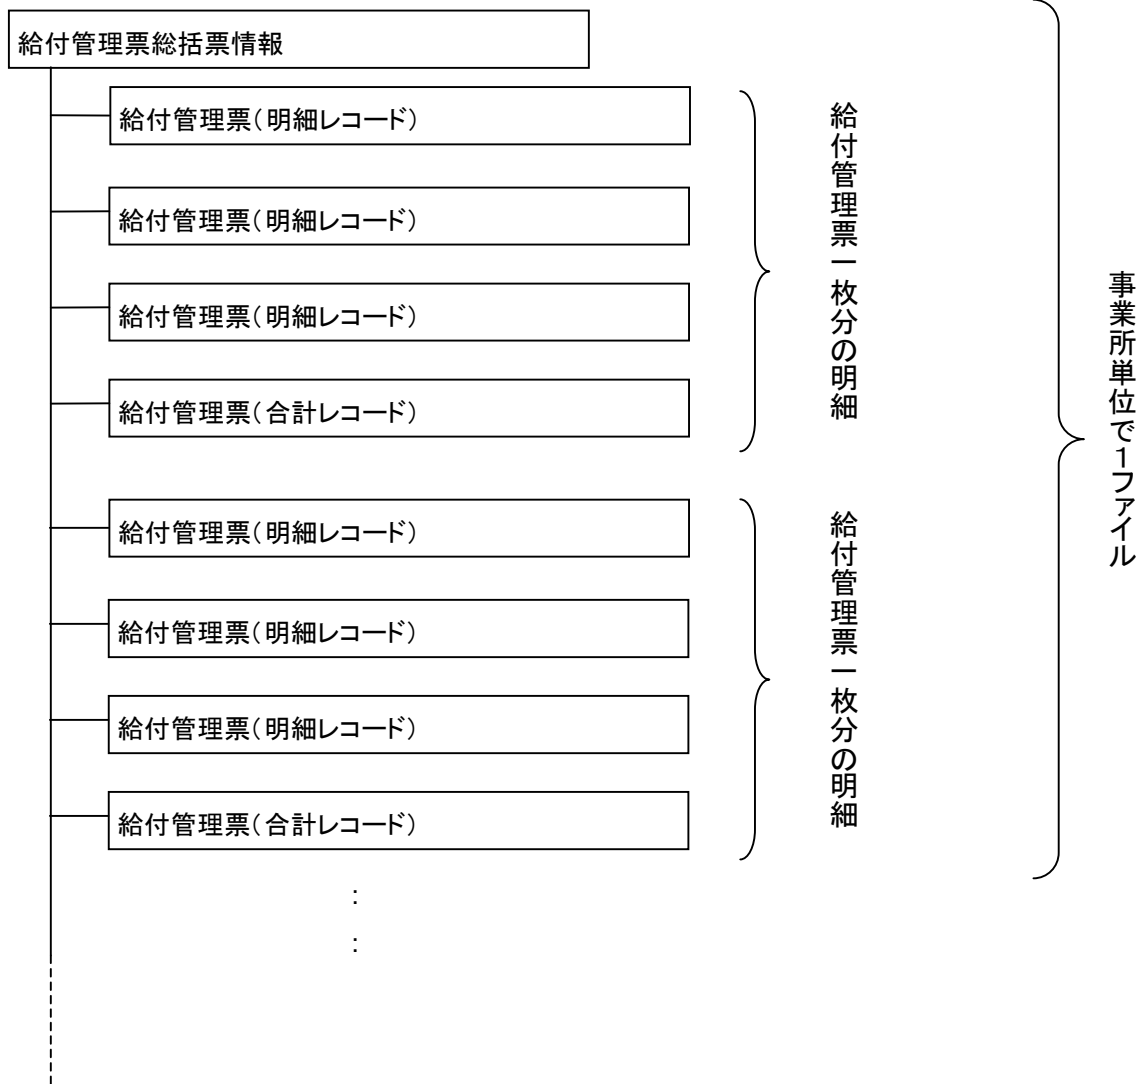 給付管理票総括票情報
給付管理票(明細レコード)
給付管理票(明細レコード)
給付管理票(明細レコード)
給付管理票(合計レコード)
給付管理票一枚分の明細
給付管理票(明細レコード)
給付管理票(明細レコード)
給付管理票(明細レコード)
給付管理票(合計レコード)
給付管理票一枚分の明細
:
:
事業所単位で1ファイル